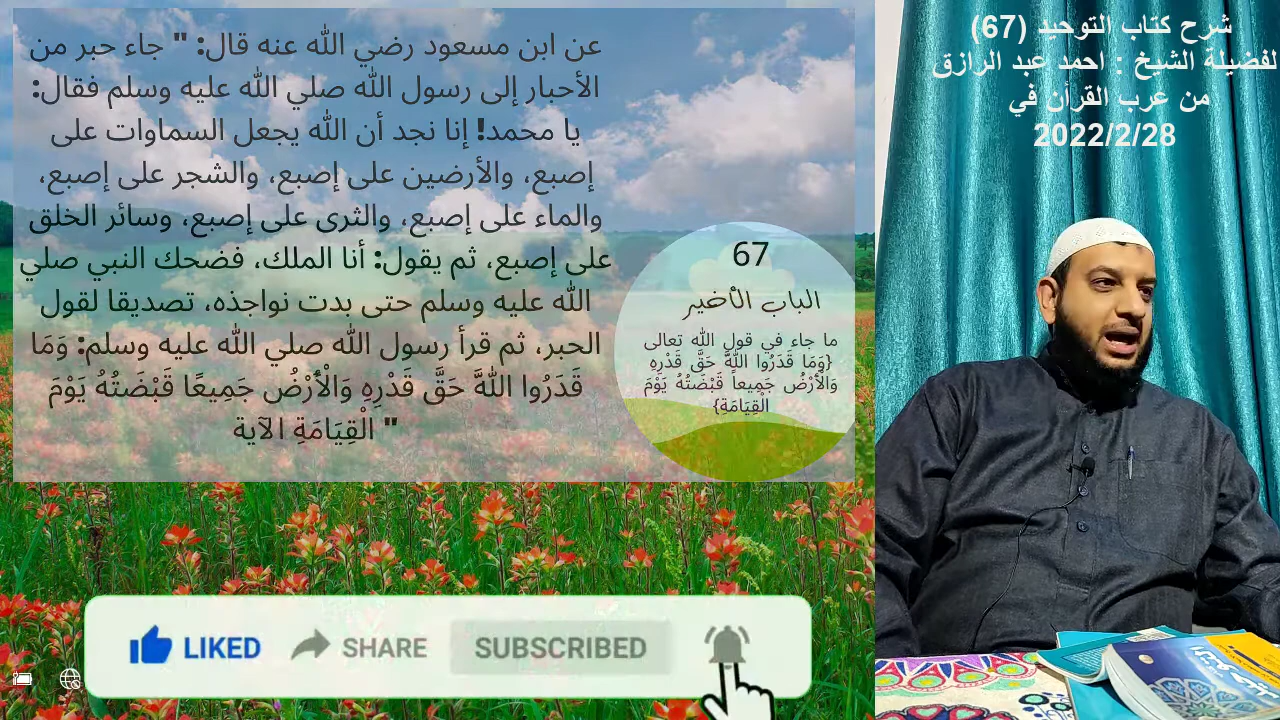 عن ابن مسعود رضي الله عنه قال: " جاء حبر من
الأحبار إلى رسول الله صلي الله عليه وسلم فقال:
يا محمد! إنا نجد أن الله يجعل السماوات على
إصبع، والأرضين على إصبع، والشجر على إصبع،
والماء على إصبع، والثرى على إصبع، وسائر الخلق
على إصبع، ثم يقول: أنا الملك، فضحك النبي صلي
الله عليه وسلم حتى بدت نواجذه، تصديقا لقول
الحبر، ثم قرأ رسول الله صلي الله عليه وسلم: وَمَا
قَدَرُوا اللَّهَ حَقَّ قَدْرِهِ وَالْأَرْضُ جَمِيعًا قَبْضَتُهُ يَوْمَ
" الْقِيَامَةِ الآية
67
الباب الأخير
ما جاء في قول الله تعالى
{وَمَا قَدَرُوا اللَّهَ حَقَّ قَدْرِهِ
وَالْأَرْضُ جَمِيعاً قَبْضَتُهُ يَوْمَ
الْقِيَامَةِ}
شرح كتاب التوحيد (67)
لفضيلة الشيخ : احمد عبد الرازق
من عرب القرآن في
2022/2/28
LIKED SHARE SUBSCRIBED